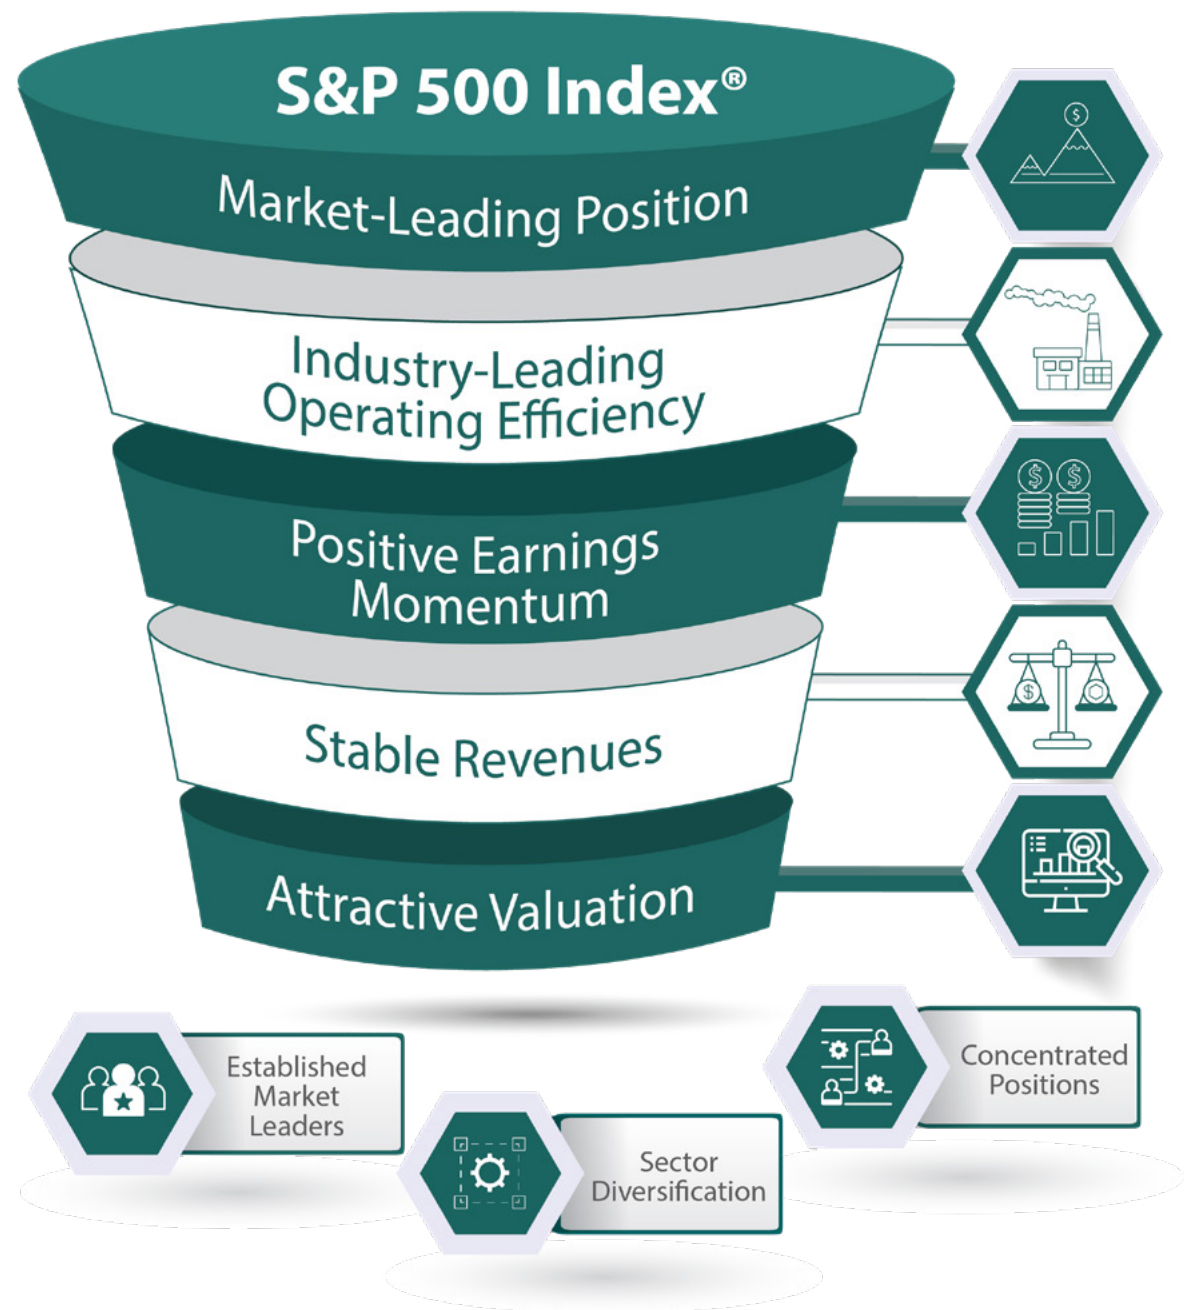 S&P 500 Index®
Market-Leading Position
Industry-Leading
Operating Efficiency
Positive Earnings
Momentum
Stable Revenues
Attractive Valuation
Established
Market
Leaders
Sector
Diversification
Concentrated
Positions